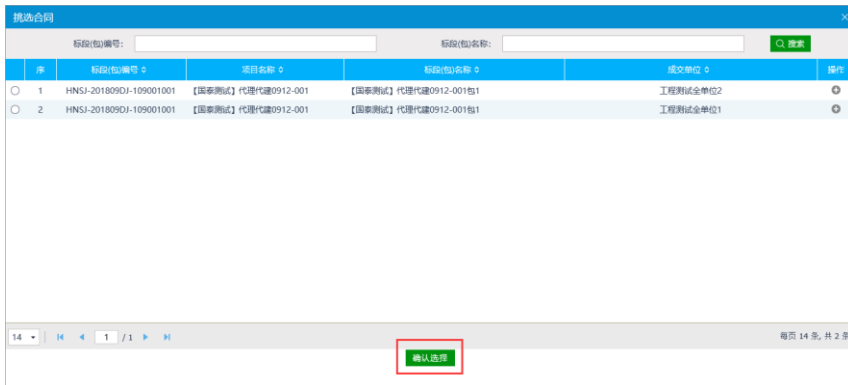 挑选合同
标段(包)编号: 标段(包)名称: 搜索
序 标段(包)编号 项目名称 标段(包)名称 成交单位 操作
1 HNSJ-201809DJ-109001001 【国泰测试】代理代建0912-001 【国泰测试】代理代建0912-001包1 工程测试全单位2
2 HNSJ-201809DJ-109001001 【国泰测试】代理代建0912-001 【国泰测试】代理代建0912-001包1 工程测试全单位1
14 1 / 1 每页 14 条, 共 2 条
确认选择